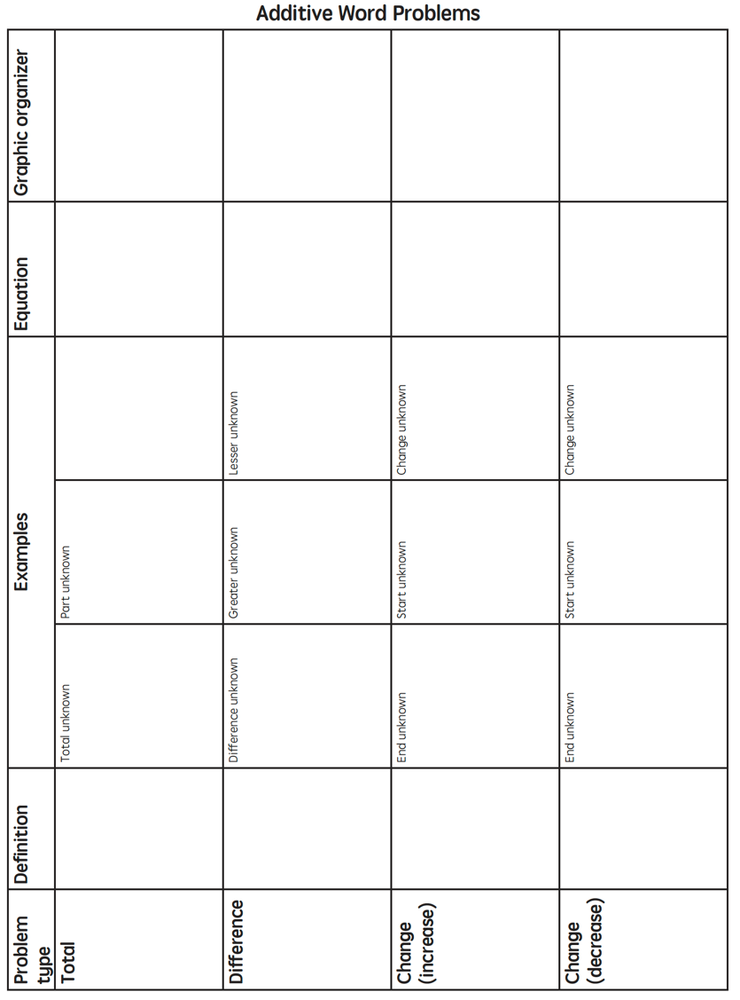 Additive Word Problems
Problem
type
Definition
Examples
Equation
Graphic organizer
Total
Total unknown
Part unknown
Difference
Difference unknown
Greater unknown
Lesser unknown
Change
(increase)
End unknown
Start unknown
Change unknown
Change
(decrease)
End unknown
Start unknown
Change unknown